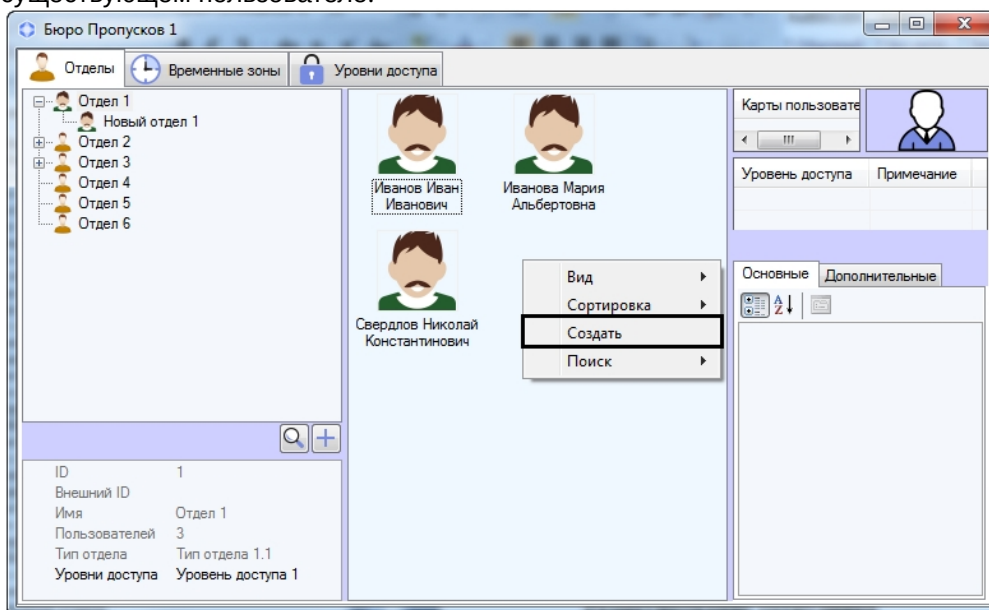 существующем пользователе.
Бюро Пропусков 1
Отделы
Временные зоны
Уровни доступа
Отдел 1
Новый отдел 1
Отдел 2
Отдел 3
Отдел 4
Отдел 5
Отдел 6
ID 1
Внешний ID
Имя Отдел 1
Пользователей 3
Тип отдела Тип отдела 1.1
Уровни доступа Уровень доступа 1
Иванов Иван
Иванович
Иванова Мария
Альбертовна
Свердлов Николай
Константинович
Вид
Сортировка
Создать
Поиск
Карты пользовате
Уровень доступа Примечание
Основные Дополнительные